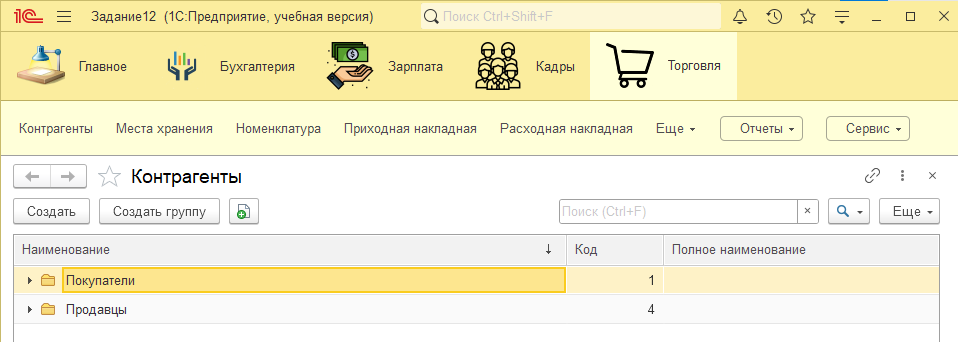 1С Задание12 (1С:Предприятие, учебная версия) Поиск Ctrl+Shift+F
Главное Бухгалтерия Зарплата Кадры Торговля
Контрагенты Места хранения Номенклатура Приходная накладная Расходная накладная Еще Отчеты Сервис
Контрагенты
Создать Создать группу Поиск (Ctrl+F) Еще
Наименование Код Полное наименование
Покупатели 1
Продавцы 4